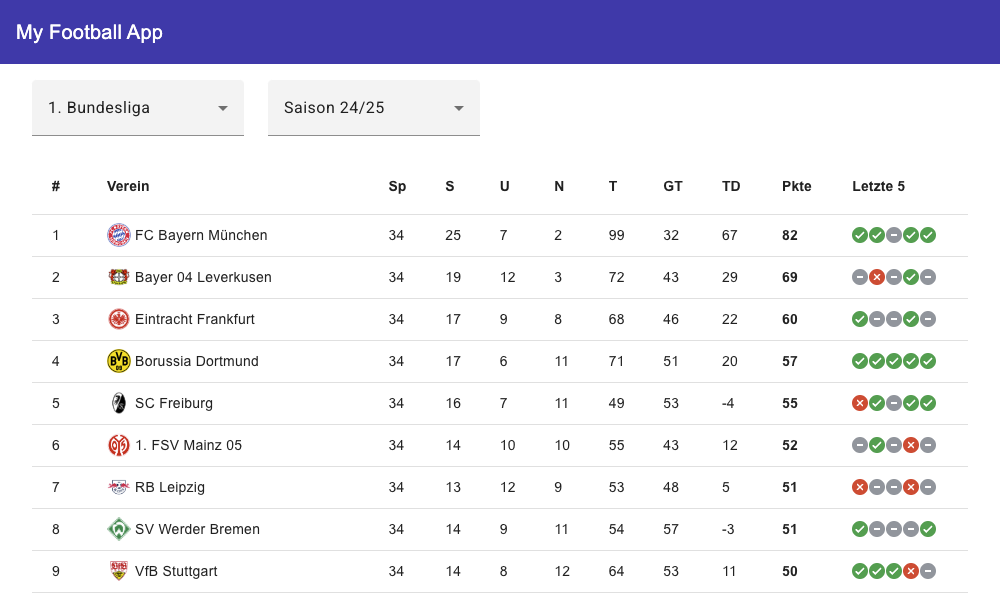 My Football App
1. Bundesliga Saison 24/25
# Verein Sp S U N T GT TD Pkte Letzte 5
1 FC Bayern München 34 25 7 2 99 32 67 82
2 Bayer 04 Leverkusen 34 19 12 3 72 43 29 69
3 Eintracht Frankfurt 34 17 9 8 68 46 22 60
4 BVB 09 Borussia Dortmund 34 17 6 11 71 51 20 57
5 SC Freiburg 34 16 7 11 49 53 -4 55
6 1. FSV Mainz 05 34 14 10 10 55 43 12 52
7 RB Leipzig 34 13 12 9 53 48 5 51
8 SV Werder Bremen 34 14 9 11 54 57 -3 51
9 VfB Stuttgart 34 14 8 12 64 53 11 50